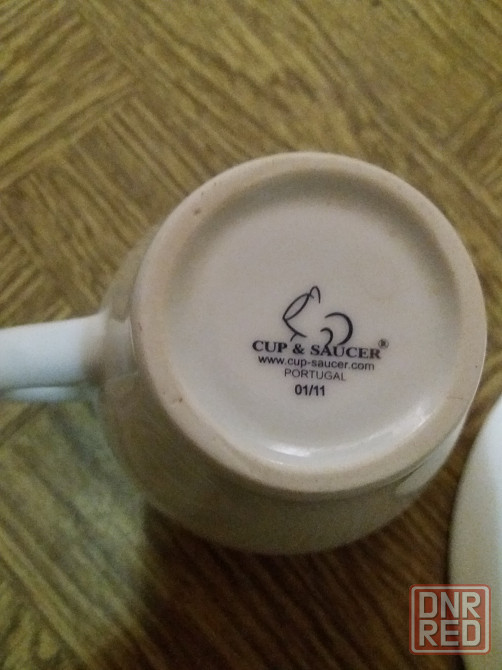 CUP & SAUCER®
www.cup-saucer.com
PORTUGAL
01/11
DNR
RED